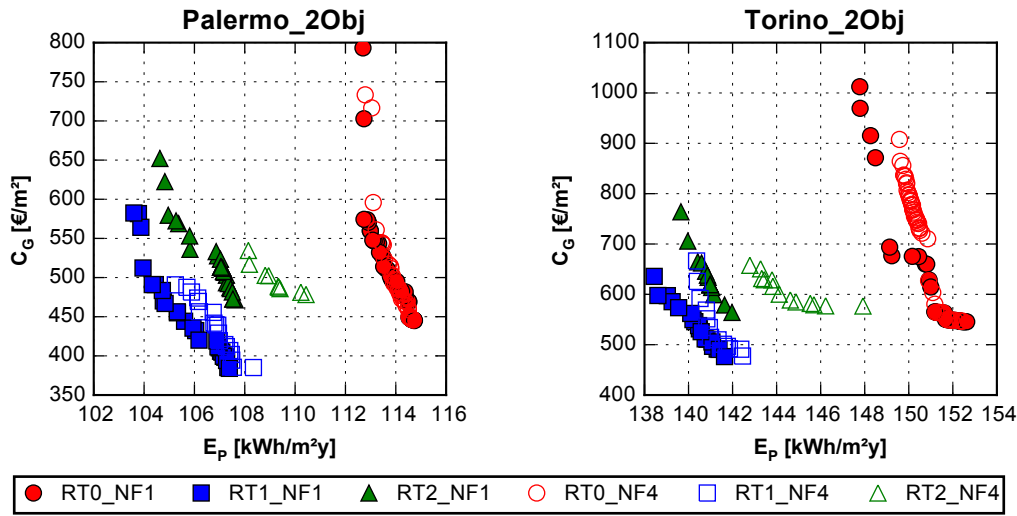 Palermo_2Obj
Torino_2Obj
C_G [€/m²]
800
750
700
650
600
550
500
450
400
350
102 104 106 108 110 112 114 116
E_P [kWh/m²y]
C_G [€/m²]
1100
1000
900
800
700
600
500
400
138 140 142 144 146 148 150 152 154
E_P [kWh/m²y]
RT0_NF1 RT1_NF1 RT2_NF1 RT0_NF4 RT1_NF4 RT2_NF4